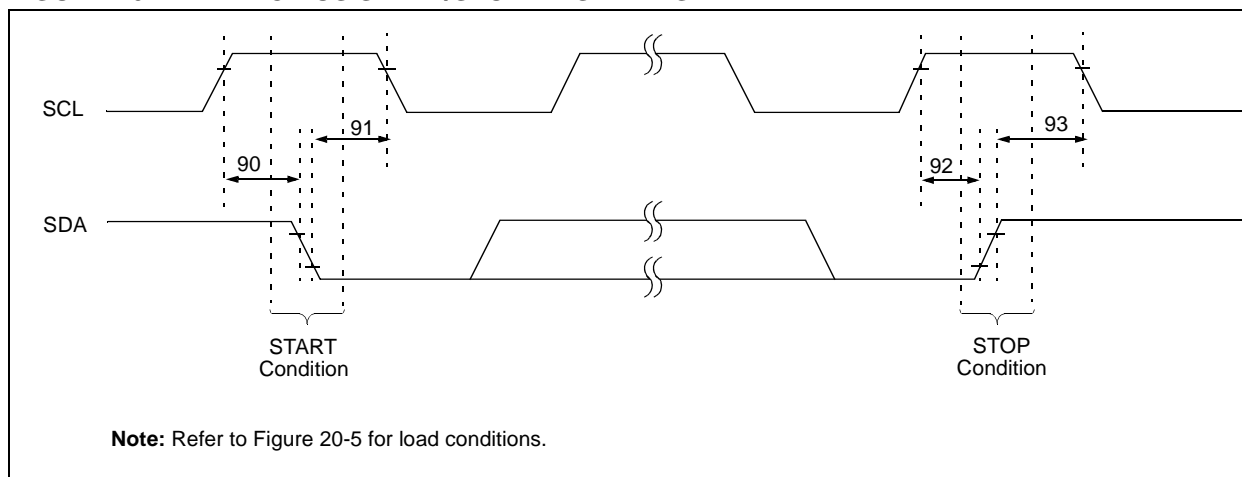 SCL
91
93
90
92
SDA
START
Condition
STOP
Condition
Note: Refer to Figure 20-5 for load conditions.